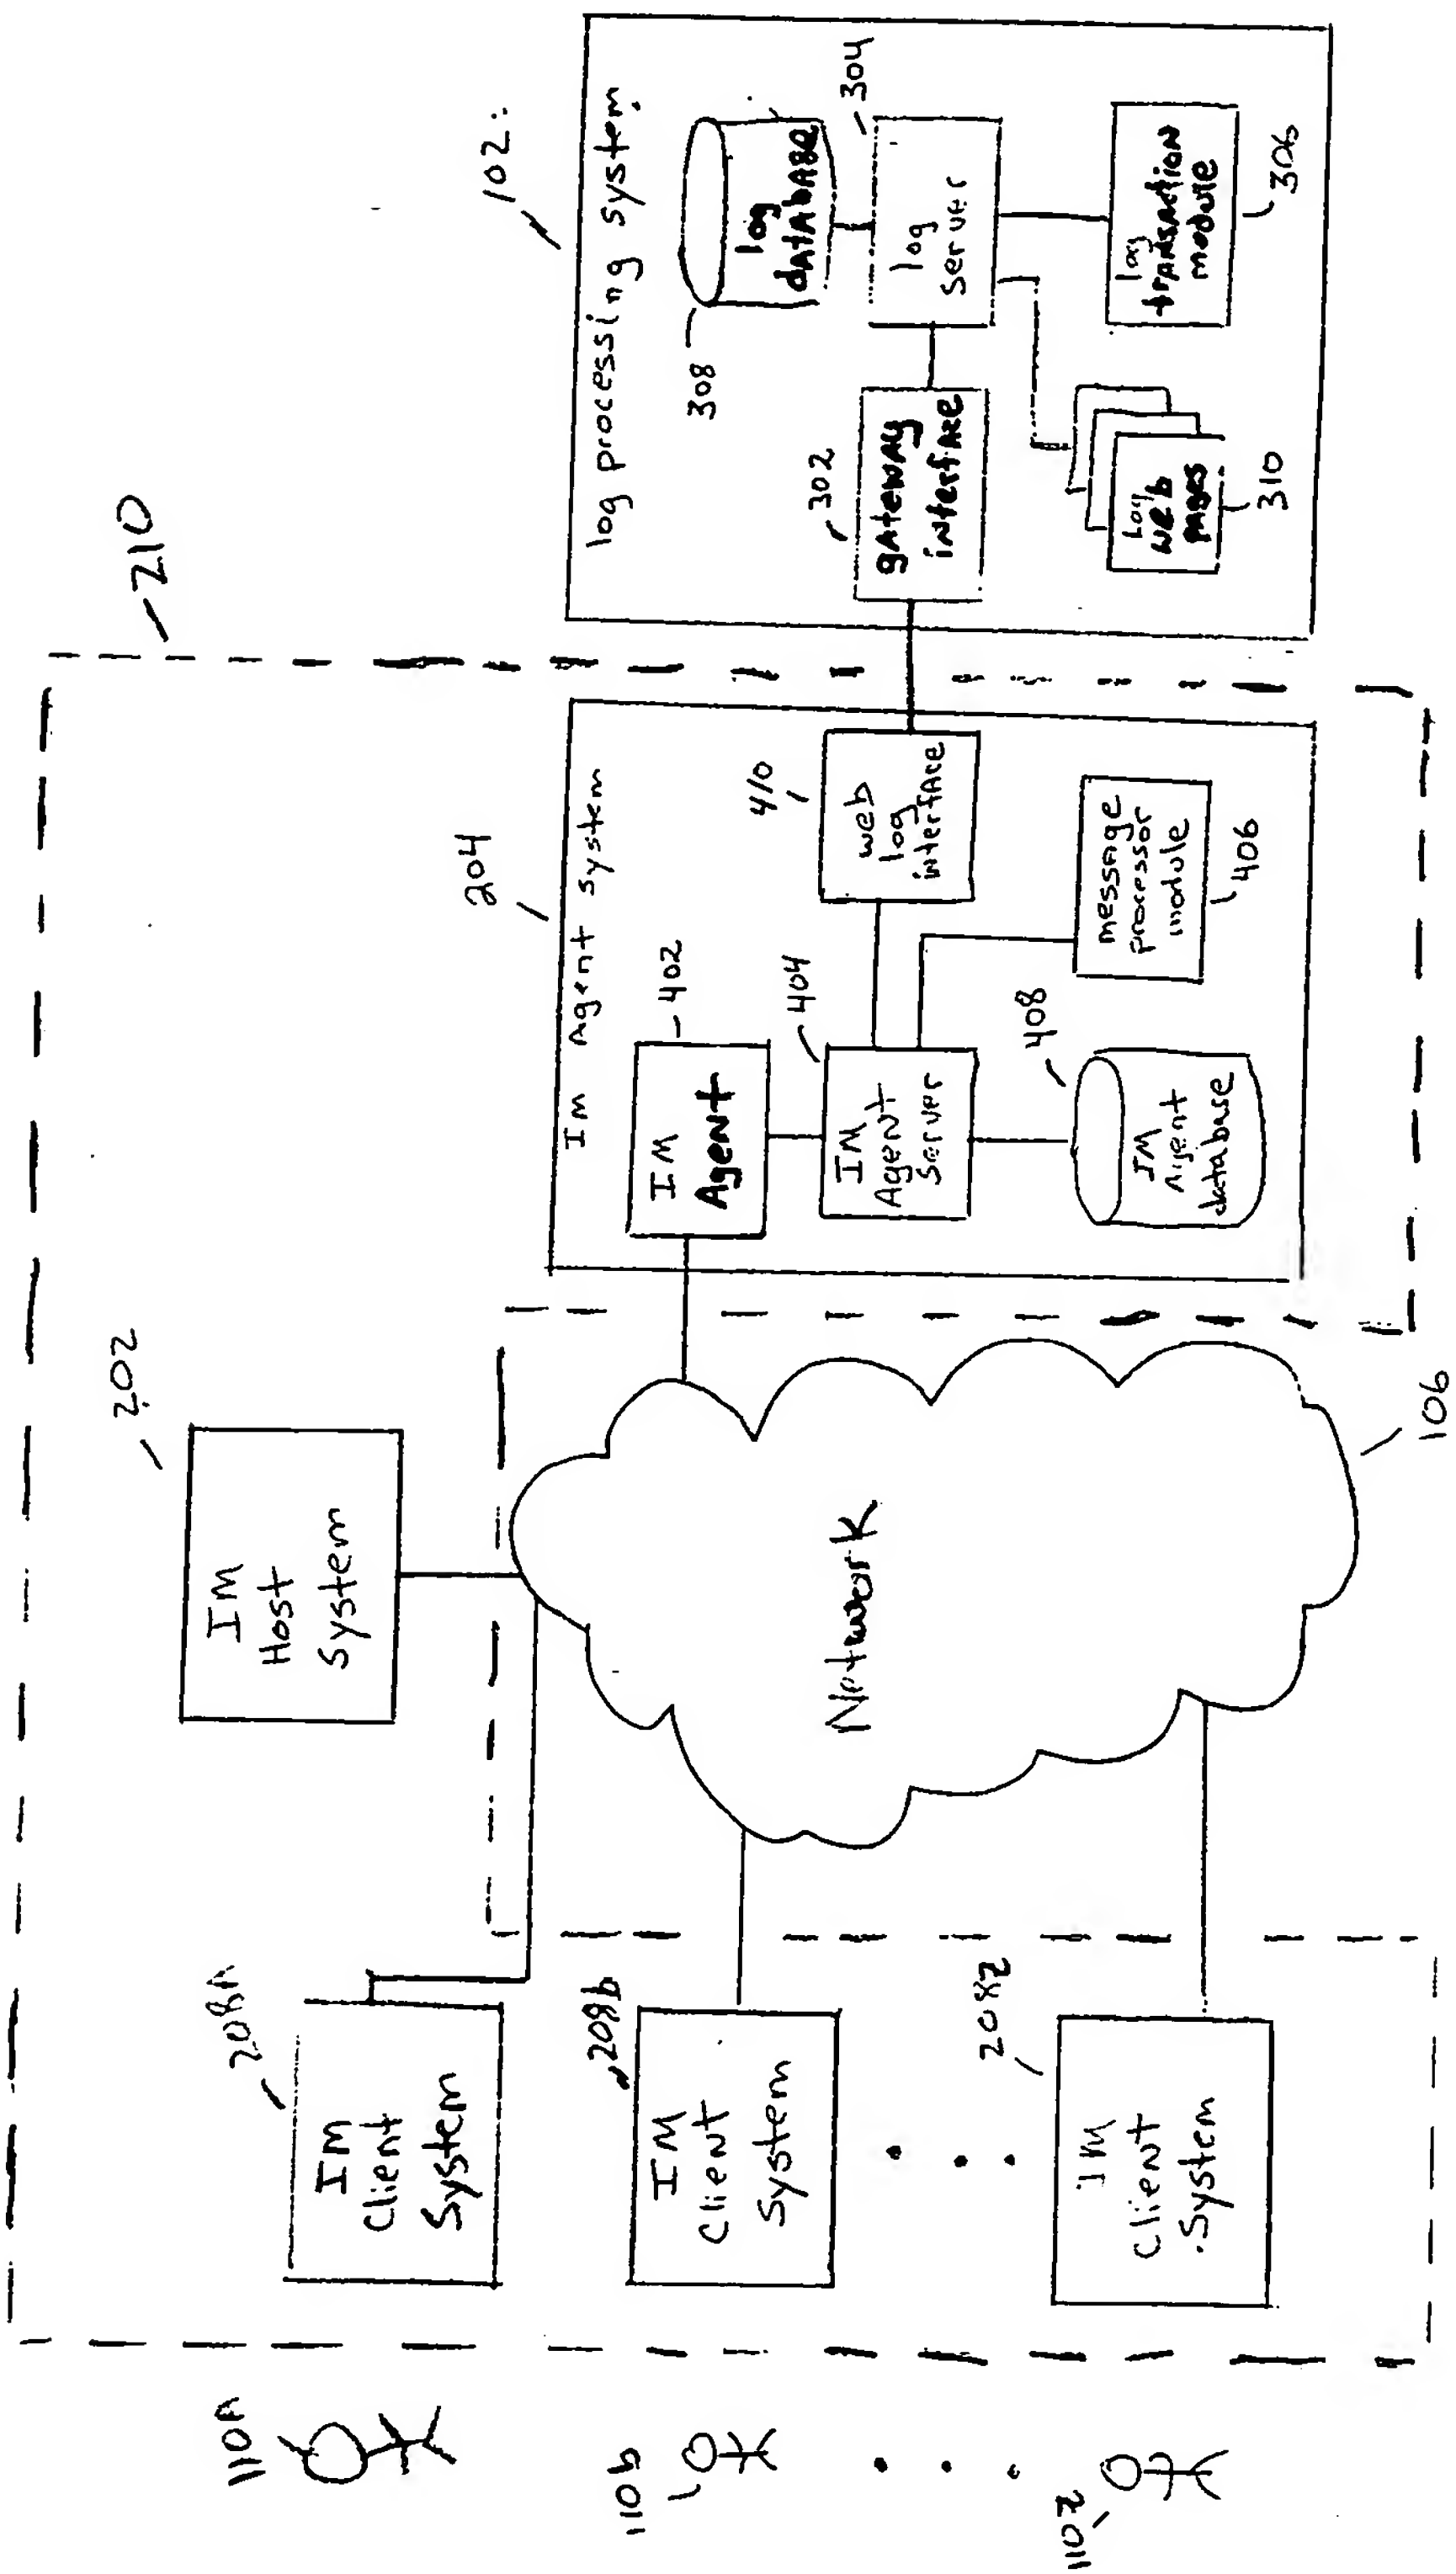 210
102
log processing system
308
log
database
304
log
server
302
gateway
interface
log
transaction
module
306
Log
web
pages
310
204
Im Agent system
IM
Agent
402
404
IM
Agent
Server
410
web
log
interface
message
processor
module
406
408
IM
Agent
database
202
IM
Host
System
Network
106
208A
IM
Client
System
208b
IM
Client
System
208z
IM
Client
System
110A
110b
110z